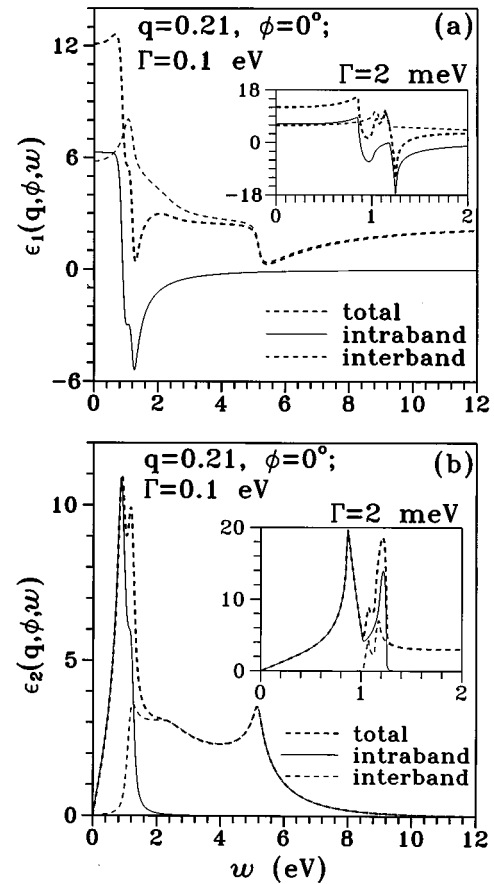 q=0.21, ϕ=0°; (a)
Γ=0.1 eV
Γ=2 meV
18
0
-18
0 1 2
12
6
0
-6
ϵ₁(q,ϕ,w)
total
intraband
interband
0 2 4 6 8 10 12
q=0.21, ϕ=0°; (b)
Γ=0.1 eV
Γ=2 meV
20
10
0
0 1 2
10
5
0
ϵ₂(q,ϕ,w)
total
intraband
interband
0 2 4 6 8 10 12
w (eV)